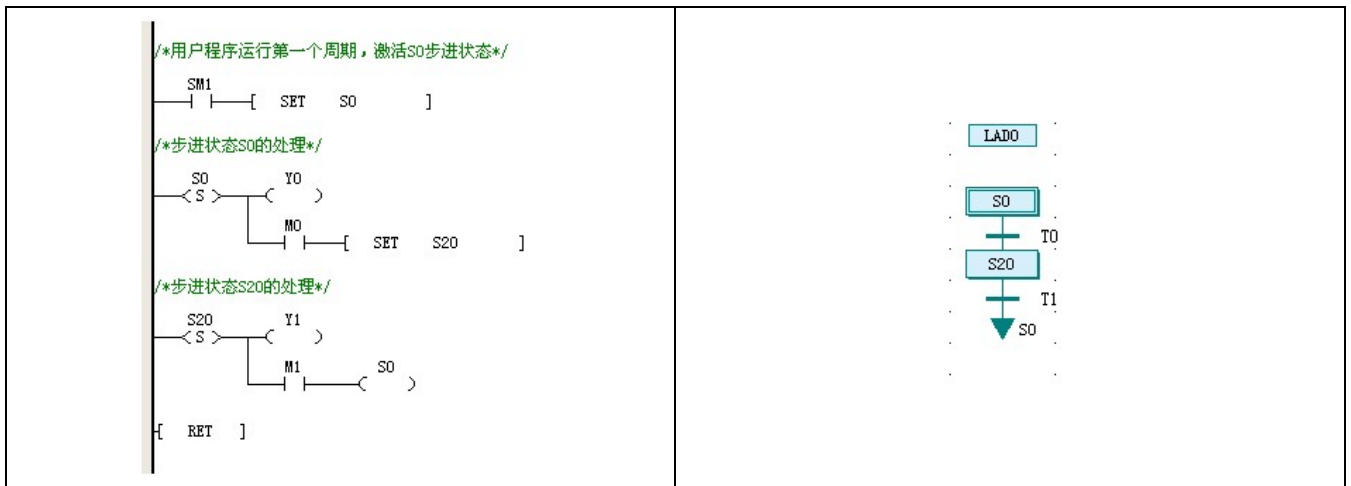 /*用户程序运行第一个周期，激活S0步进状态*/
SM1
[ SET S0 ]
/*步进状态S0的处理*/
S0 Y0
< S > ( )
M0
[ SET S20 ]
/*步进状态S20的处理*/
S20 Y1
< S > ( )
M1 S0
( )
[ RET ]
LAD0
S0
T0
S20
T1
S0